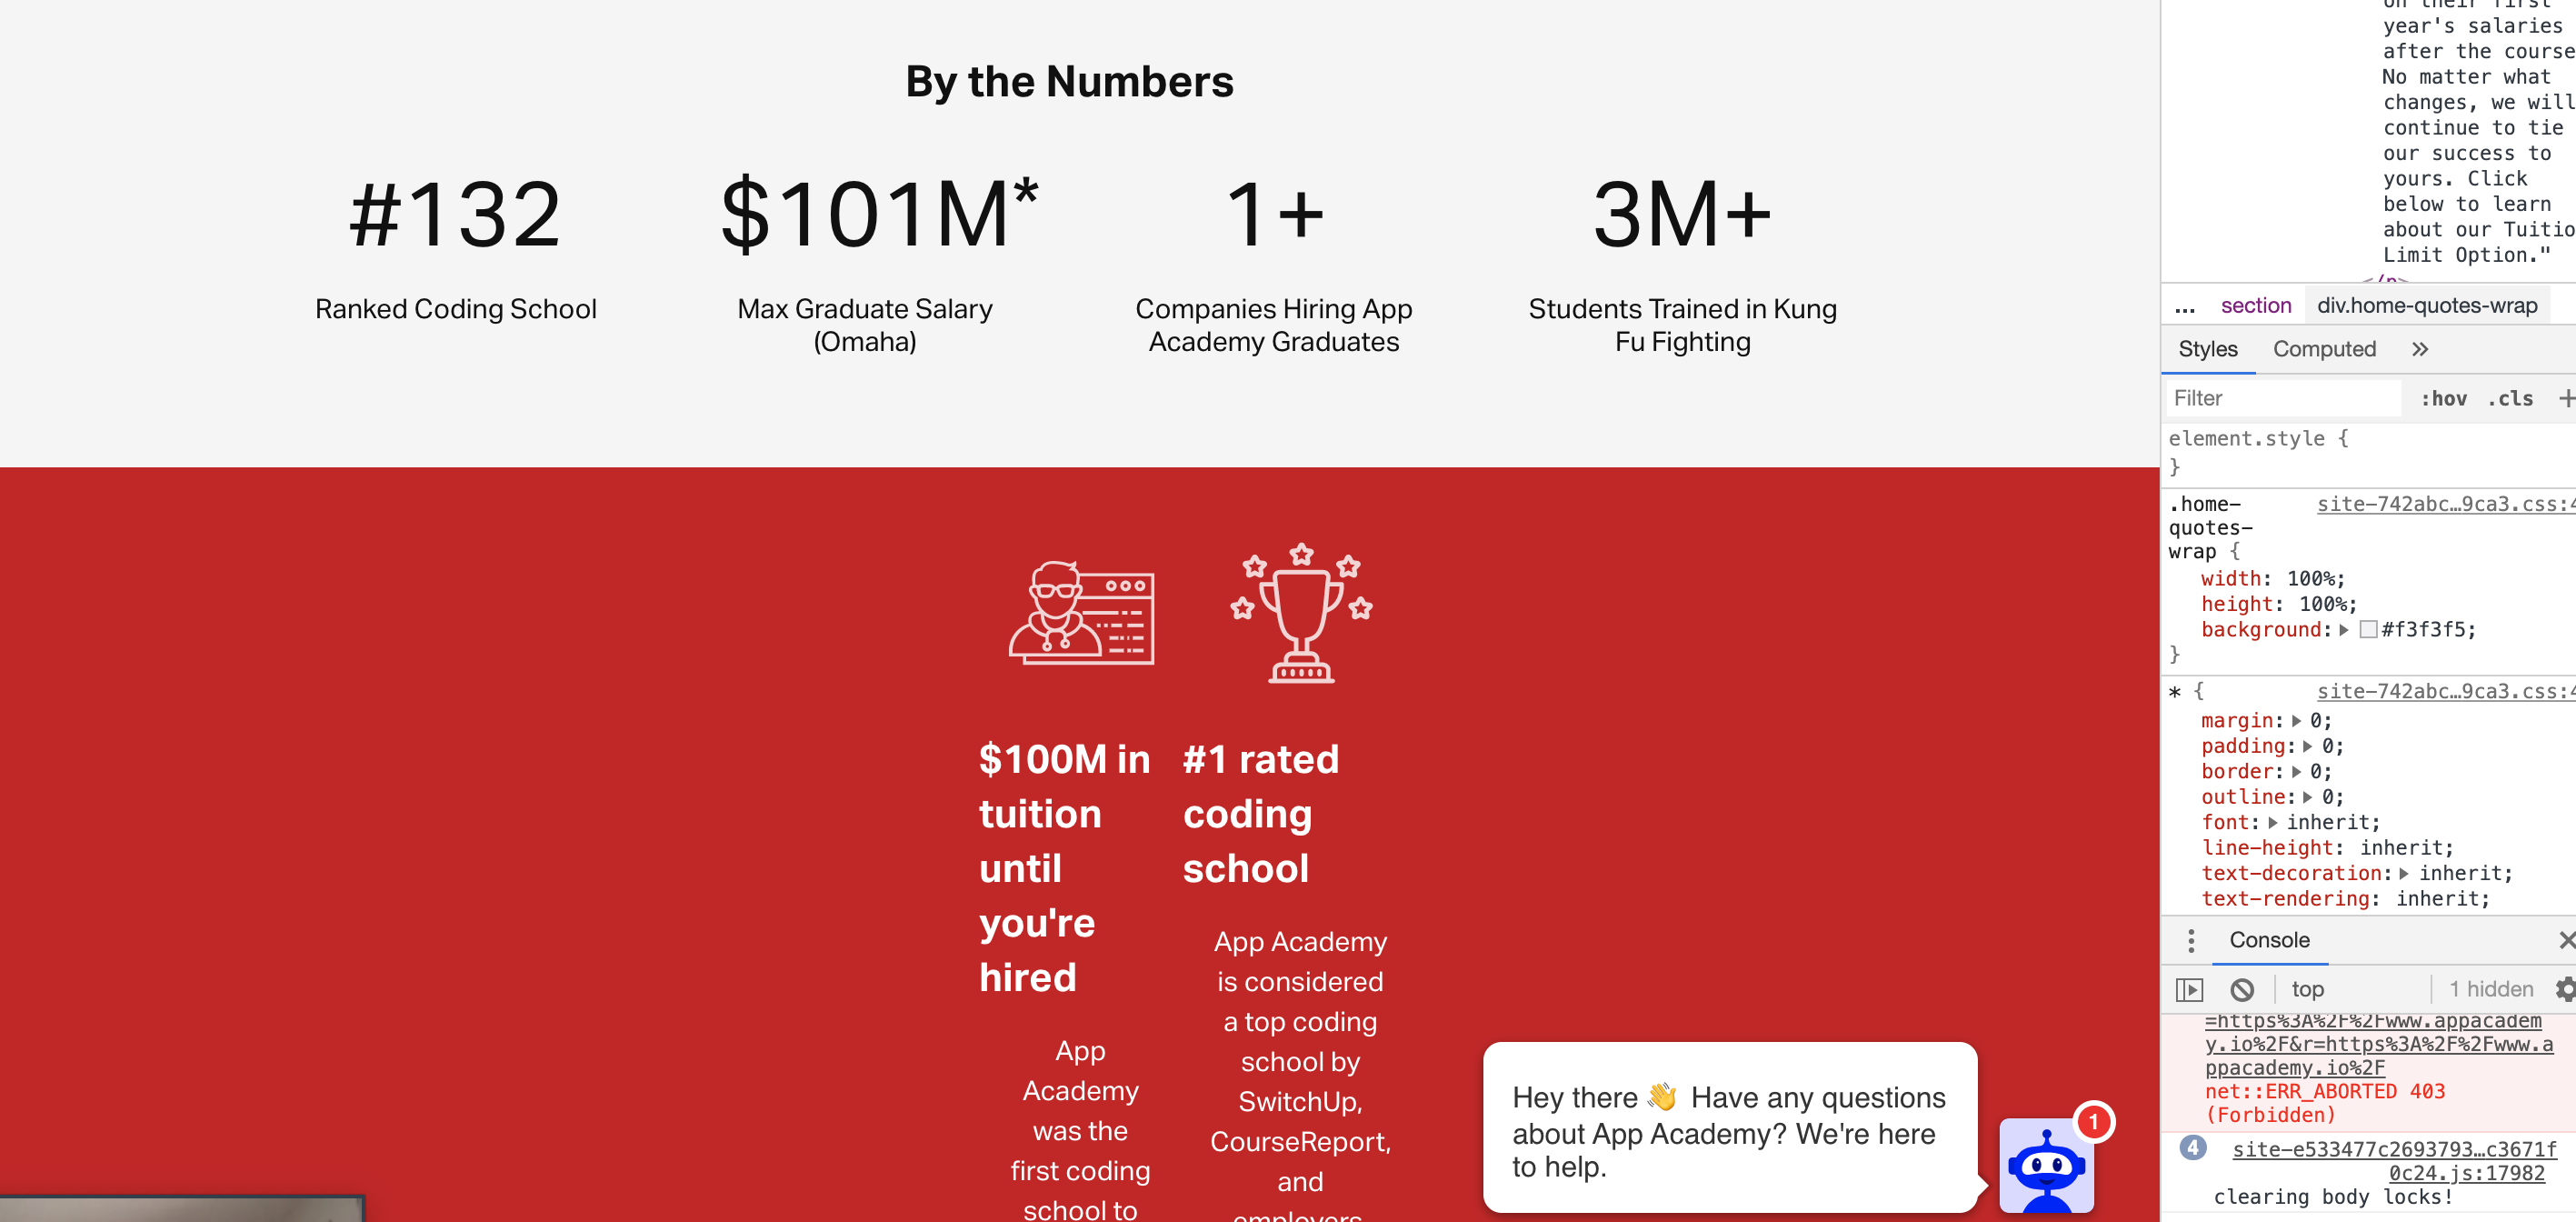 By the Numbers
#132
Ranked Coding School
$101M*
Max Graduate Salary
(Omaha)
1+
Companies Hiring App
Academy Graduates
3M+
Students Trained in Kung
Fu Fighting
$100M in
tuition
until
you're
hired
App
Academy
was the
first coding
school to
#1 rated
coding
school
App Academy
is considered
a top coding
school by
SwitchUp,
CourseReport,
and
employers
Hey there 👋 Have any questions
about App Academy? We're here
to help.
1
on their first
year's salaries
after the course
No matter what
changes, we will
continue to tie
our success to
yours. Click
below to learn
about our Tuitio
Limit Option."
</p>
... section div.home-quotes-wrap
Styles Computed »
Filter :hov .cls +
element.style {
}
.home- site-742abc…9ca3.css:4
quotes-
wrap {
width: 100%;
height: 100%;
background: #f3f3f5;
}
* { site-742abc…9ca3.css:4
margin: 0;
padding: 0;
border: 0;
outline: 0;
font: inherit;
line-height: inherit;
text-decoration: inherit;
text-rendering: inherit;
Console
top 1 hidden
=https%3A%2F%2Fwww.appacadem
y.io%2F&r=https%3A%2F%2Fwww.a
ppacademy.io%2F
net::ERR_ABORTED 403
(Forbidden)
4 site-e533477c2693793…c3671f
0c24.js:17982
clearing body locks!